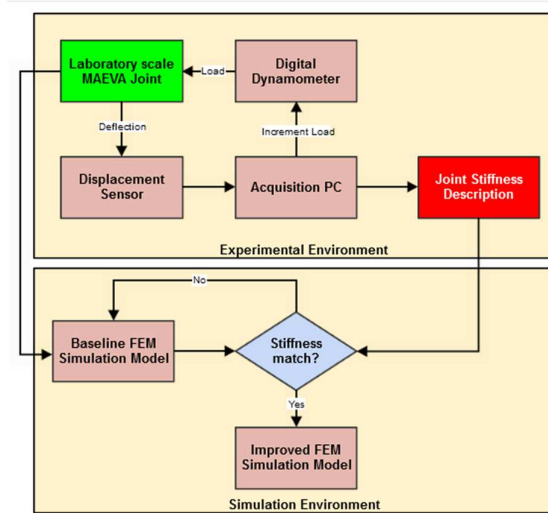 Laboratory scale
MAEVA Joint
Load
Digital
Dynamometer
Deflection
Increment Load
Displacement
Sensor
Acquisition PC
Joint Stiffness
Description
Experimental Environment
No
Baseline FEM
Simulation Model
Stiffness
match?
Yes
Improved FEM
Simulation Model
Simulation Environment